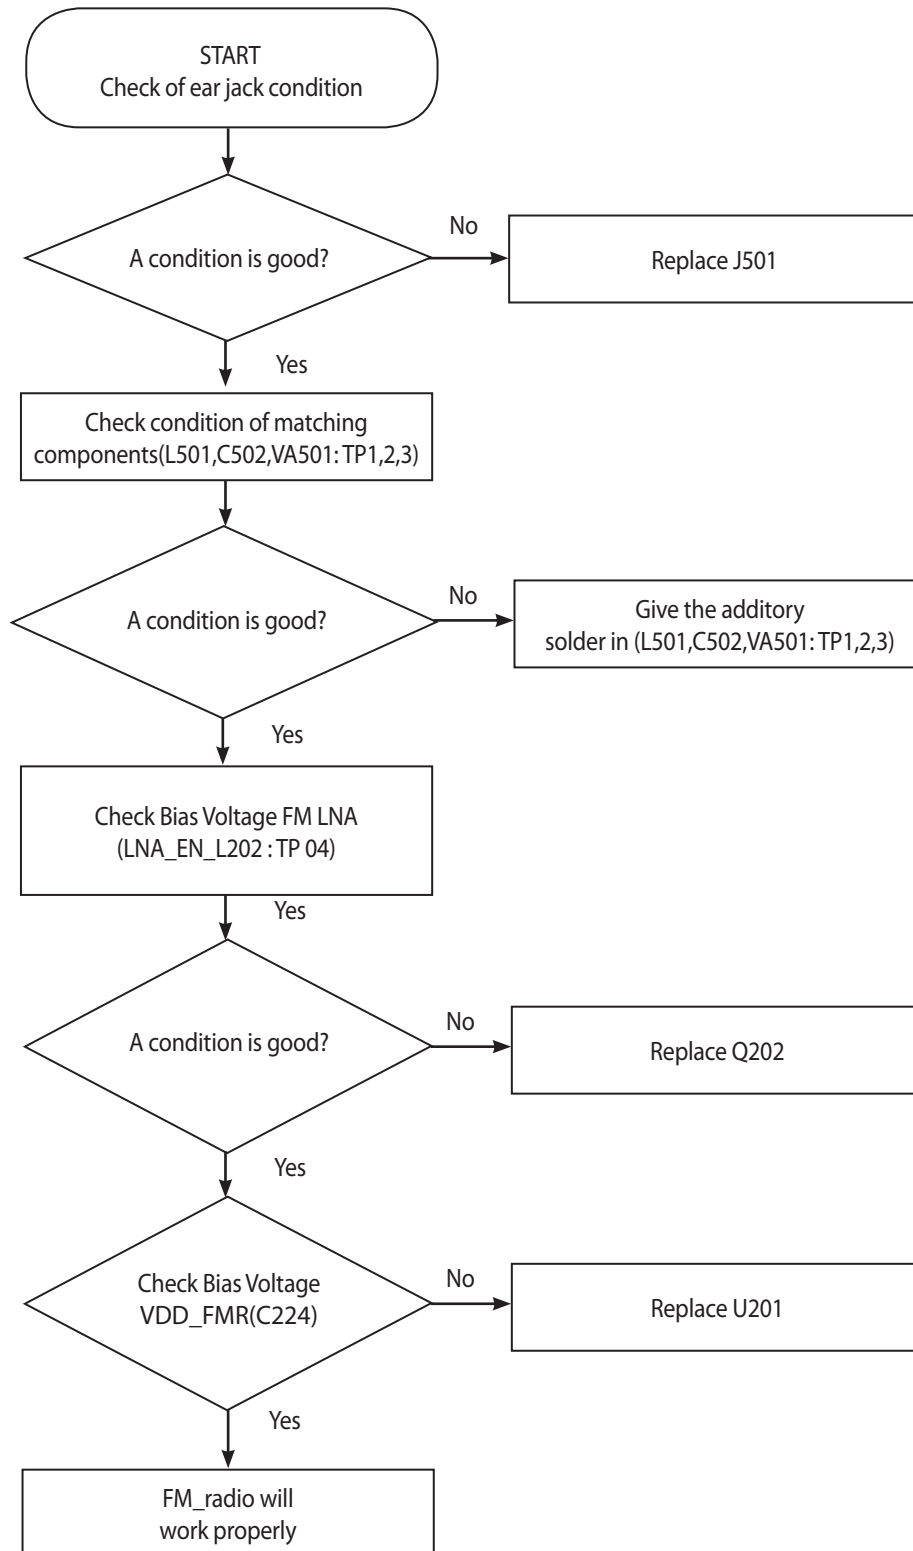 START
Check of ear jack condition
A condition is good?
No
Replace J501
Yes
Check condition of matching
components(L501,C502,VA501: TP1,2,3)
A condition is good?
No
Give the additory
solder in (L501,C502,VA501: TP1,2,3)
Yes
Check Bias Voltage FM LNA
(LNA_EN_L202 : TP 04)
Yes
A condition is good?
No
Replace Q202
Yes
Check Bias Voltage
VDD_FMR(C224)
No
Replace U201
Yes
FM_radio will
work properly